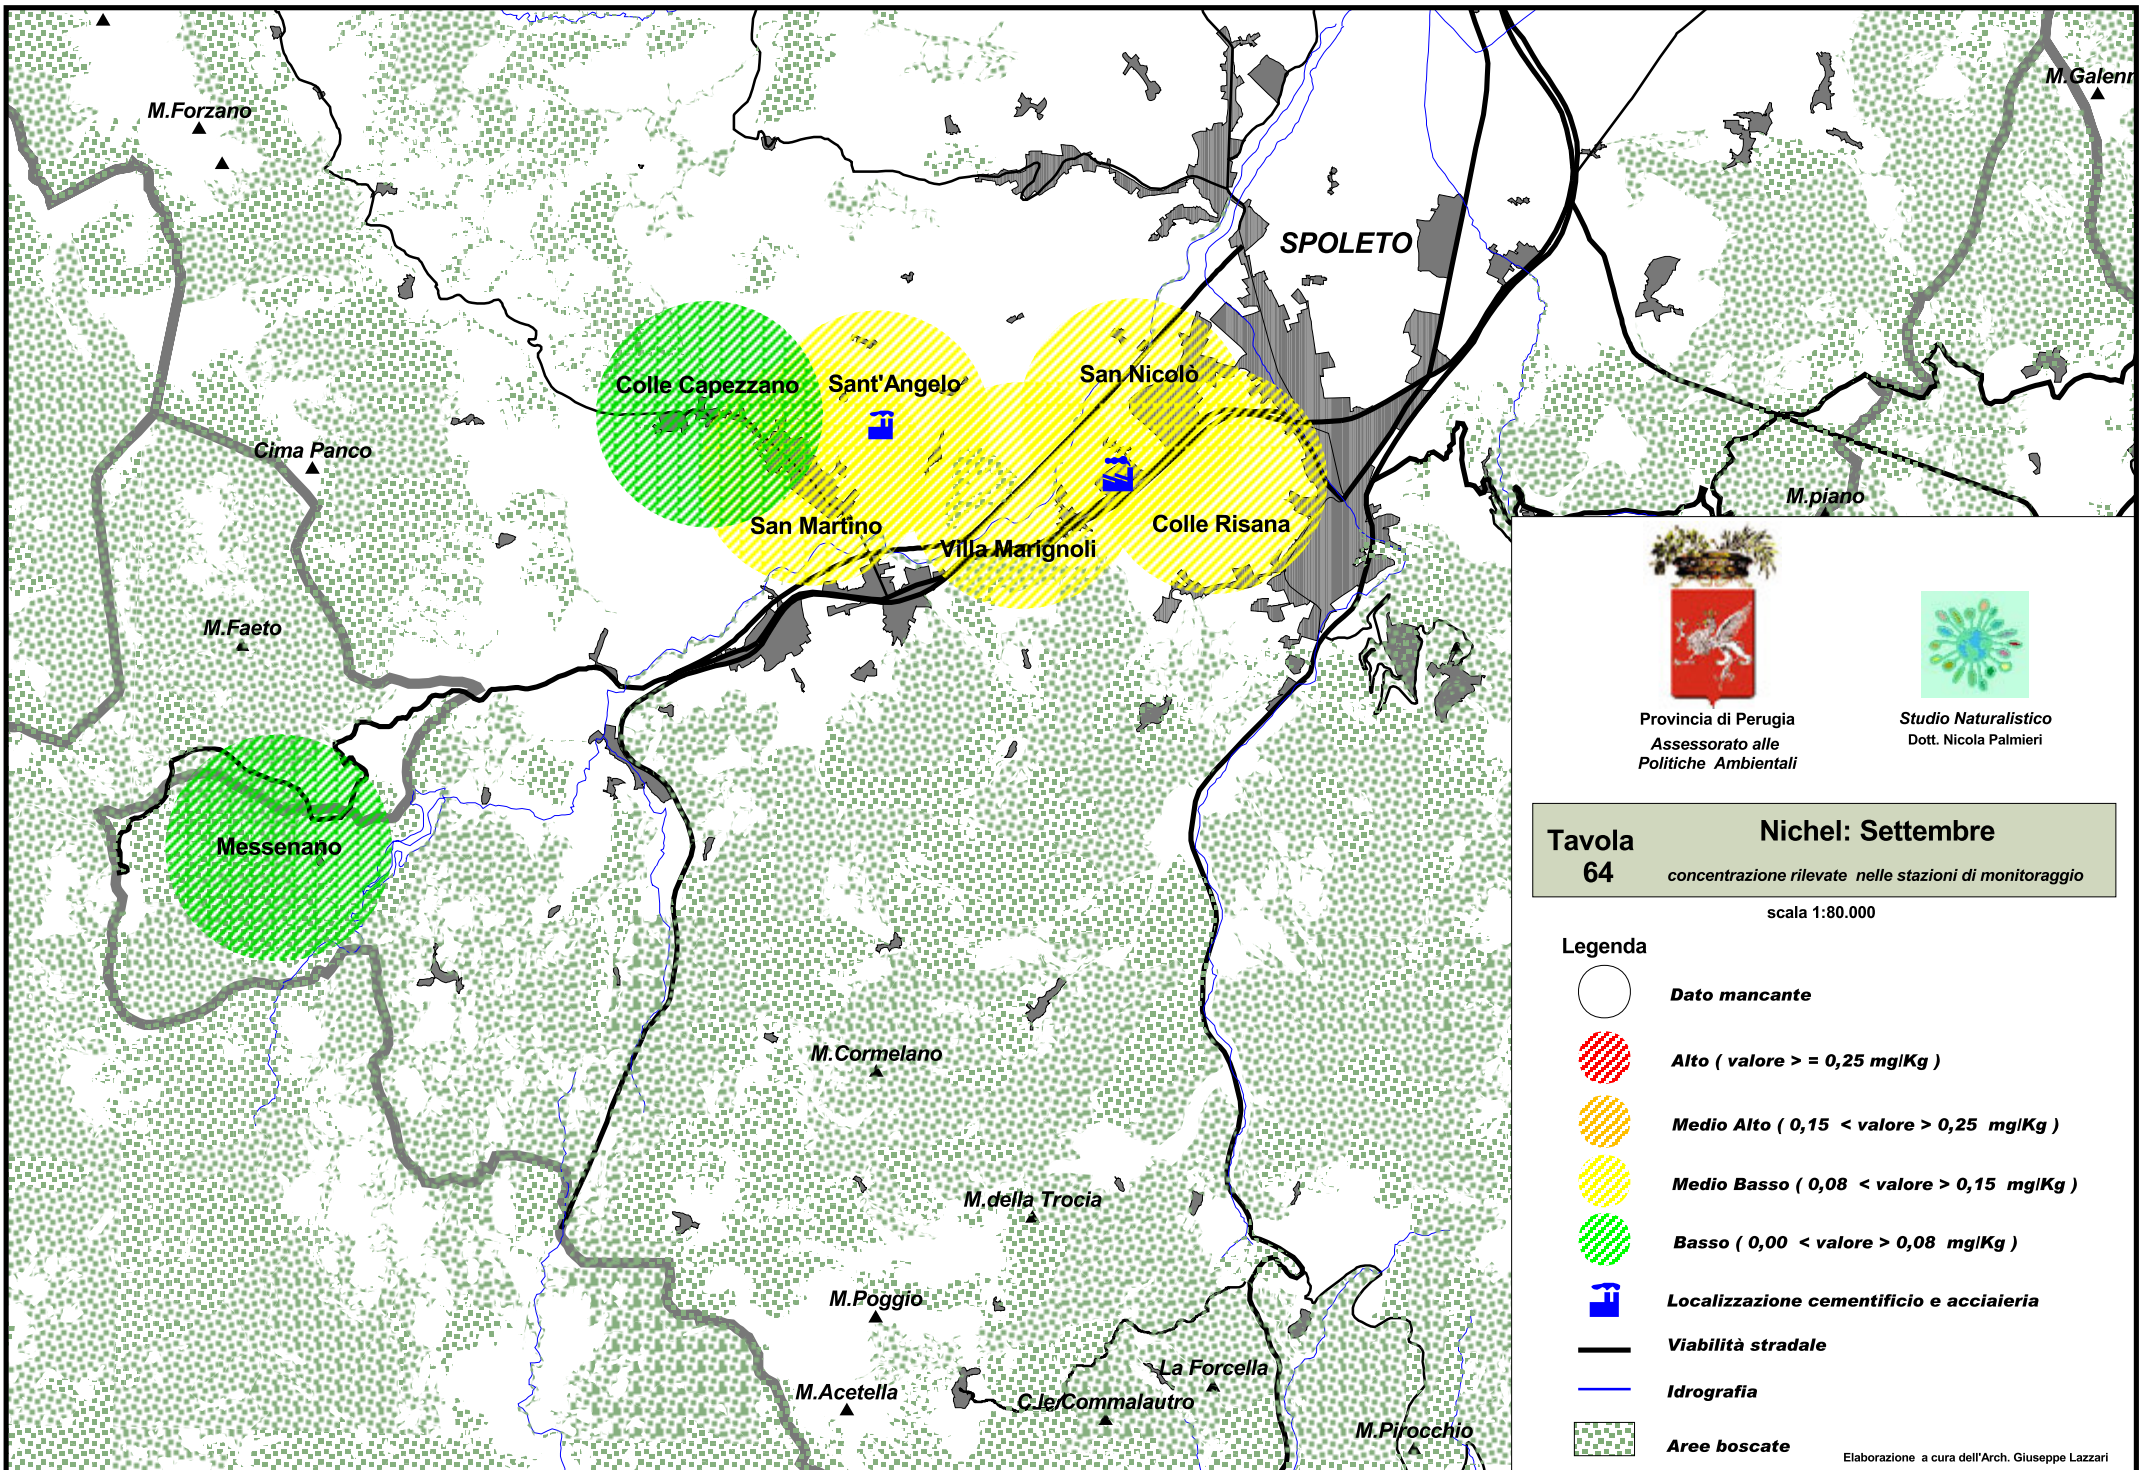 M.Forzano
M.Galenn
SPOLETO
Colle Capezzano
Sant'Angelo
San Nicolò
Cima Panco
M.piano
San Martino
Villa Marignoli
Colle Risana
M.Faeto
Messenano
M.Cormelano
M.della Trocia
M.Poggio
La Forcella
M.Acetella
C.le Commalautro
M.Pirocchio
Provincia di Perugia
Assessorato alle
Politiche Ambientali
Studio Naturalistico
Dott. Nicola Palmieri
Tavola
64
Nichel: Settembre
concentrazione rilevate nelle stazioni di monitoraggio
scala 1:80.000
Legenda
Dato mancante
Alto ( valore > = 0,25 mg/Kg )
Medio Alto ( 0,15 < valore > 0,25 mg/Kg )
Medio Basso ( 0,08 < valore > 0,15 mg/Kg )
Basso ( 0,00 < valore > 0,08 mg/Kg )
Localizzazione cementificio e acciaieria
Viabilità stradale
Idrografia
Aree boscate
Elaborazione a cura dell'Arch. Giuseppe Lazzari